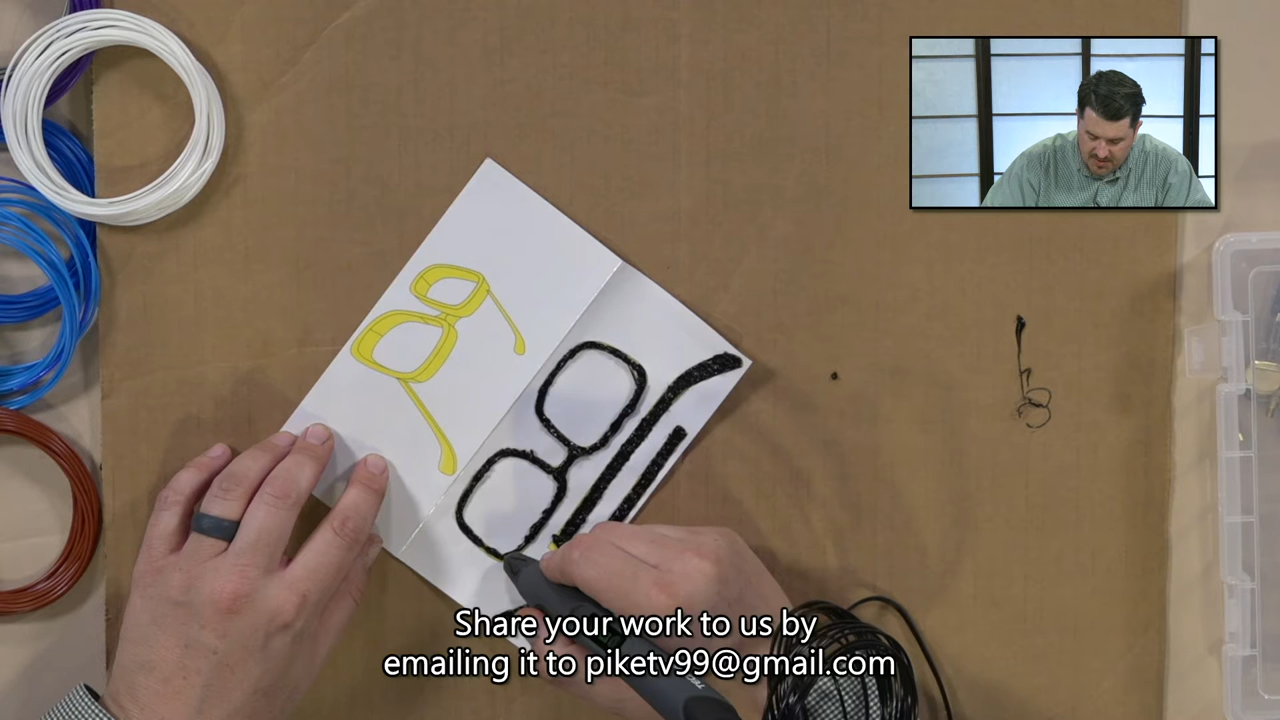 Share your work to us by
emailing it to piketv99@gmail.com